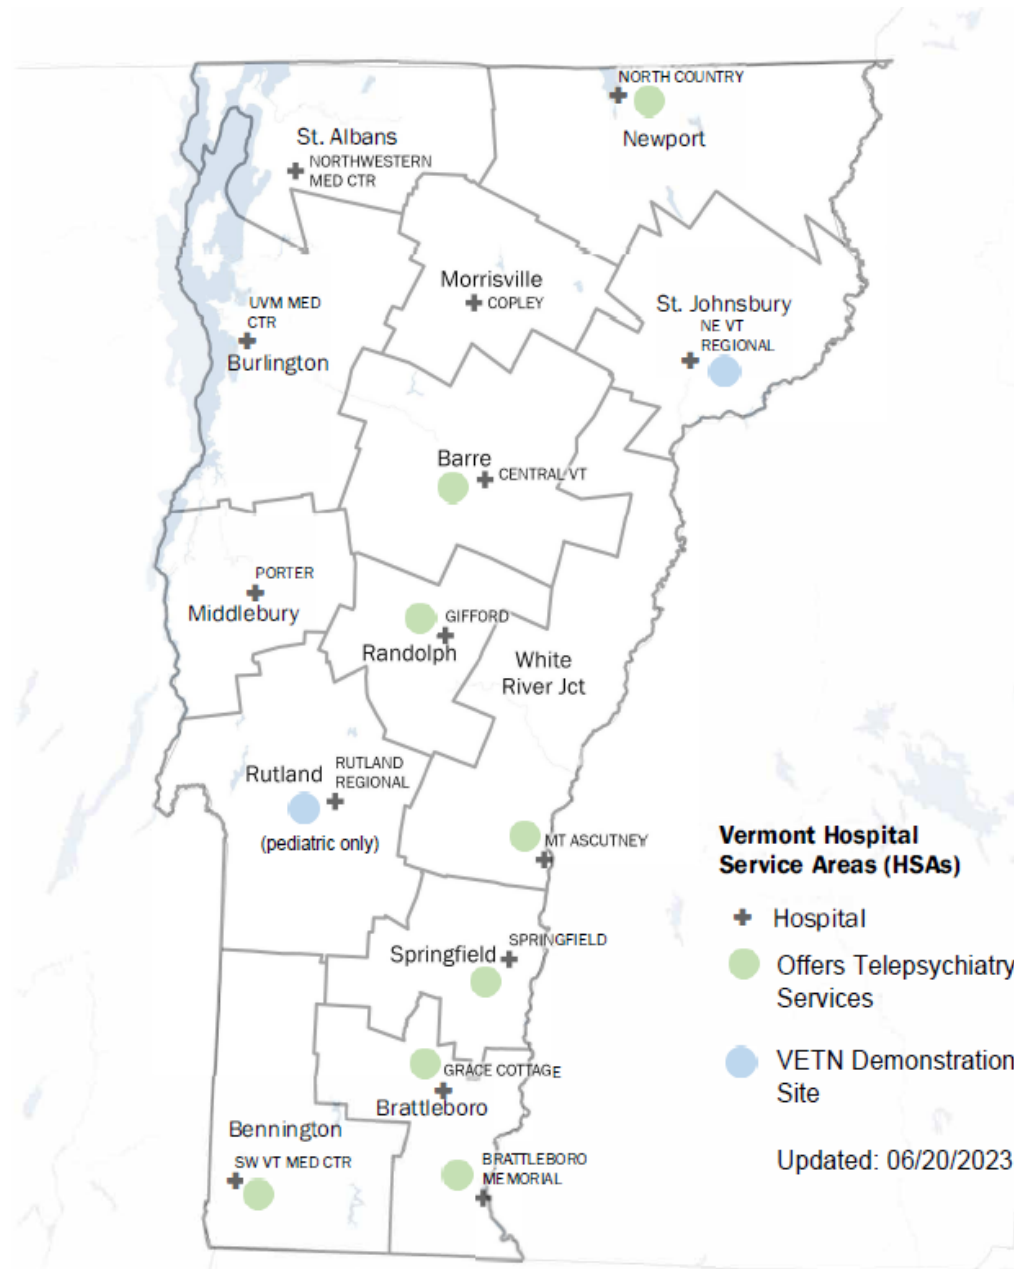 NORTH COUNTRY
Newport
St. Albans
NORTHWESTERN
MED CTR
Morrisville
COPLEY
St. Johnsbury
NE VT
REGIONAL
UVM MED
CTR
Burlington
Barre
CENTRAL VT
PORTER
Middlebury
GIFFORD
Randolph
White
River Jct
Rutland
RUTLAND
REGIONAL
(pediatric only)
MT ASCUTNEY
Springfield
SPRINGFIELD
GRACE COTTAGE
Brattleboro
Bennington
SW VT MED CTR
BRATTLEBORO
MEMORIAL
Vermont Hospital
Service Areas (HSAs)
Hospital
Offers Telepsychiatry
Services
VETN Demonstration
Site
Updated: 06/20/2023